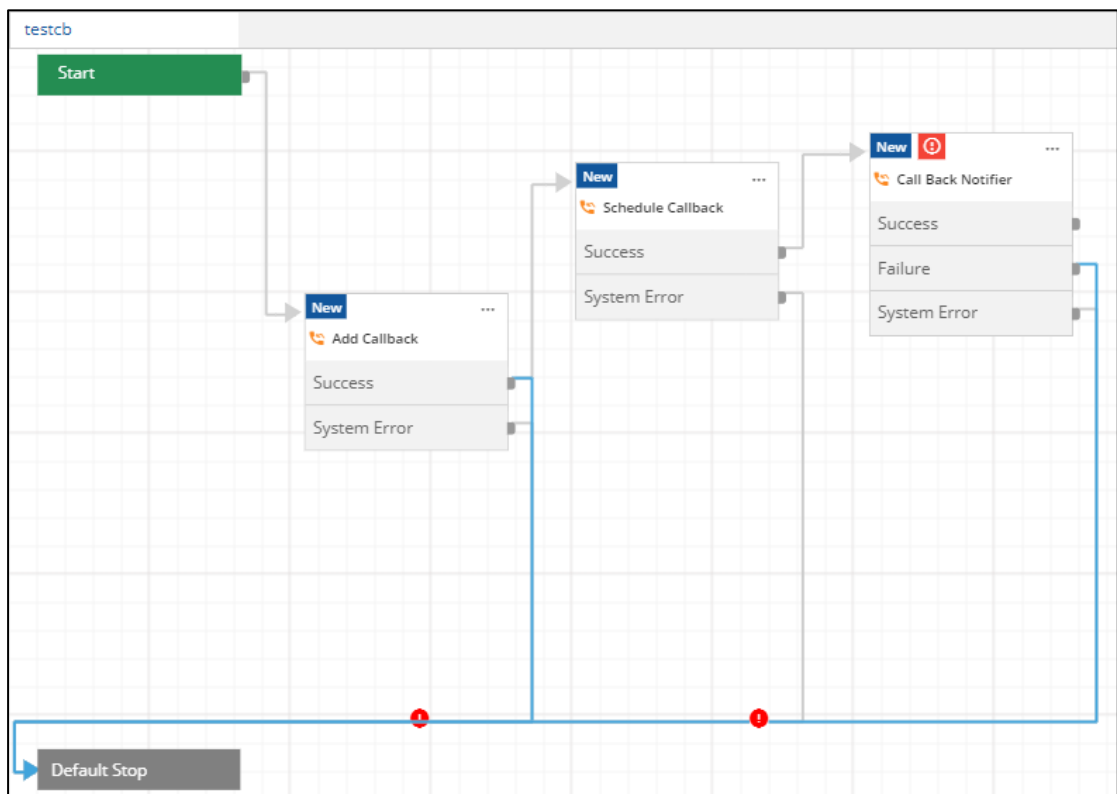 testcb
Start
New
Call Back Notifier
Success
Failure
System Error
New
Schedule Callback
Success
System Error
New
Add Callback
Success
System Error
Default Stop